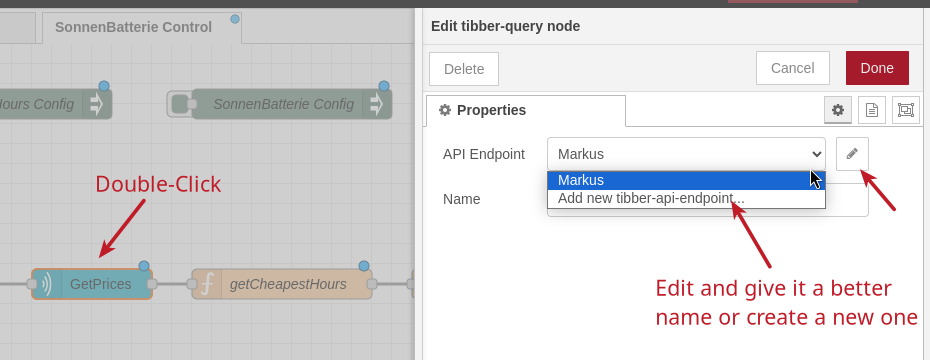 SonnenBatterie Control
Edit tibber-query node
Delete
Cancel
Done
Hours Config
SonnenBatterie Config
Properties
API Endpoint
Markus
Markus
Add new tibber-api-endpoint...
Name
Double-Click
GetPrices
getCheapestHours
Edit and give it a better
name or create a new one